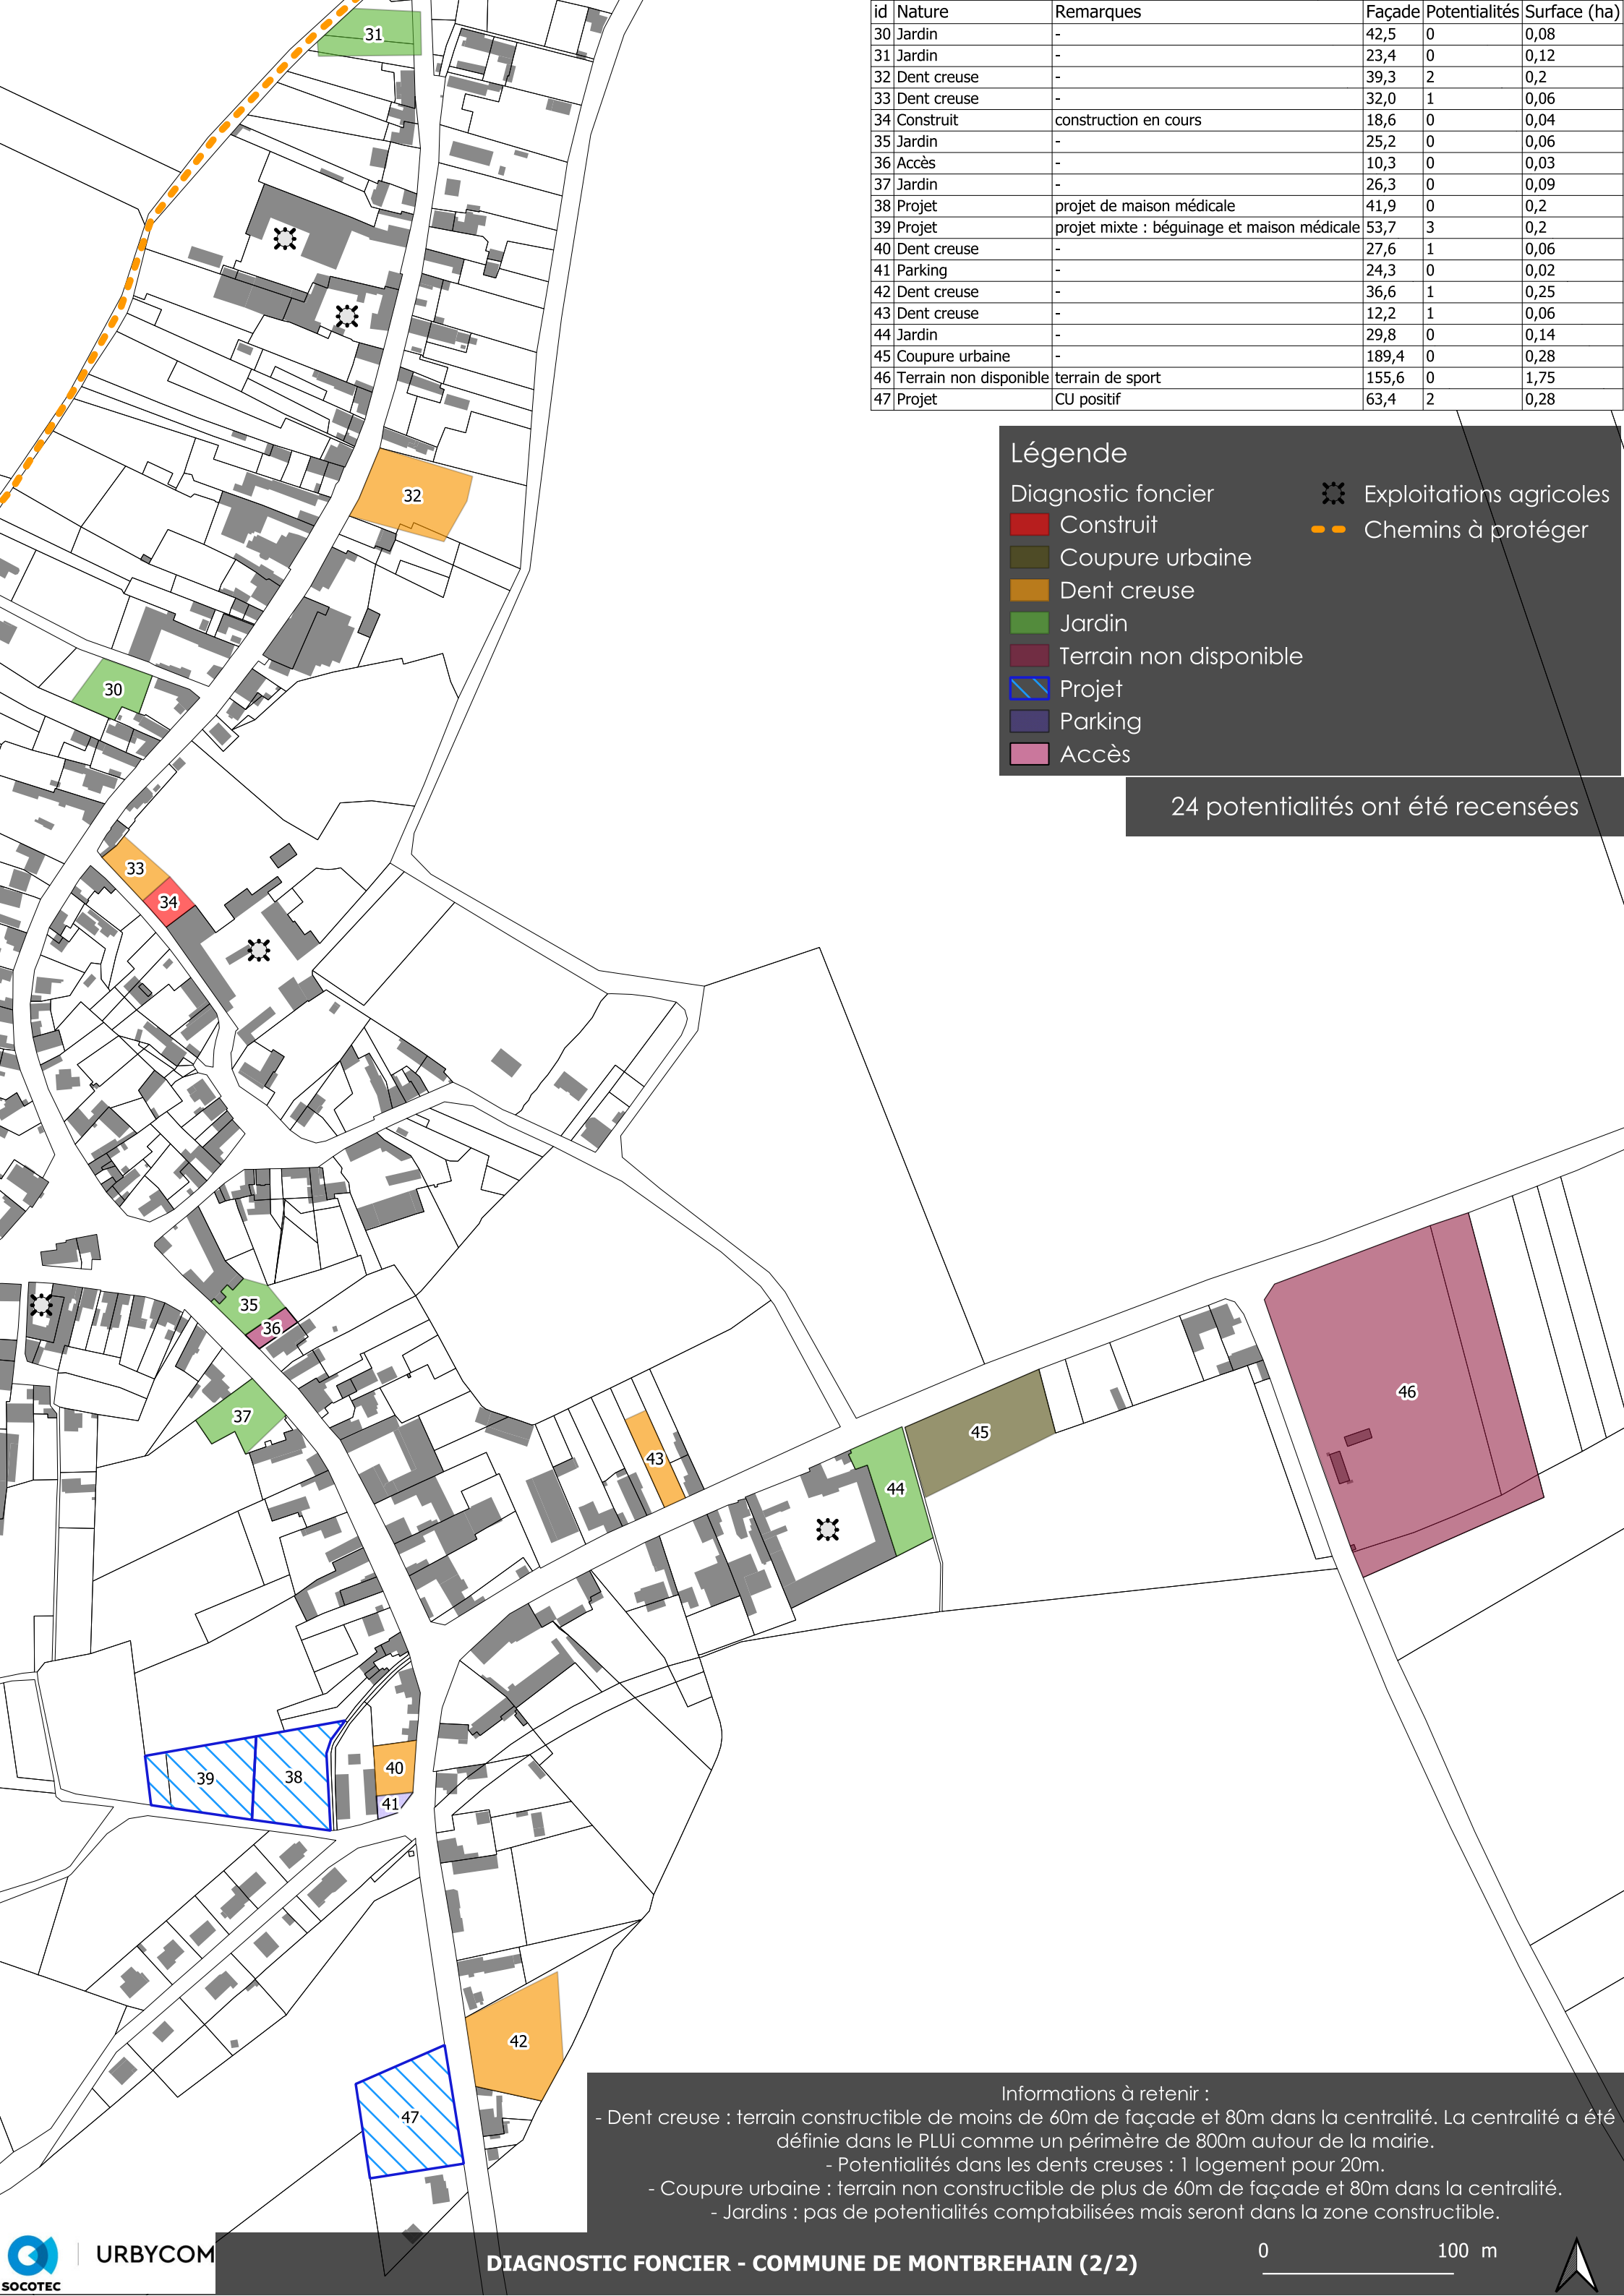 id Nature Remarques Façade Potentialités Surface (ha)
30 Jardin - 42,5 0 0,08
31 Jardin - 23,4 0 0,12
32 Dent creuse - 39,3 2 0,2
33 Dent creuse - 32,0 1 0,06
34 Construit construction en cours 18,6 0 0,04
35 Jardin - 25,2 0 0,06
36 Accès - 10,3 0 0,03
37 Jardin - 26,3 0 0,09
38 Projet projet de maison médicale 41,9 0 0,2
39 Projet projet mixte : béguinage et maison médicale 53,7 3 0,2
40 Dent creuse - 27,6 1 0,06
41 Parking - 24,3 0 0,02
42 Dent creuse - 36,6 1 0,25
43 Dent creuse - 12,2 1 0,06
44 Jardin - 29,8 0 0,14
45 Coupure urbaine - 189,4 0 0,28
46 Terrain non disponible terrain de sport 155,6 0 1,75
47 Projet CU positif 63,4 2 0,28
Légende
Diagnostic foncier
Construit
Coupure urbaine
Dent creuse
Jardin
Terrain non disponible
Projet
Parking
Accès
Exploitations agricoles
Chemins à protéger
24 potentialités ont été recensées
31
32
30
33
34
35
36
37
43
45
44
46
40
39
38
41
42
47
Informations à retenir :
- Dent creuse : terrain constructible de moins de 60m de façade et 80m dans la centralité. La centralité a été
définie dans le PLUi comme un périmètre de 800m autour de la mairie.
- Potentialités dans les dents creuses : 1 logement pour 20m.
- Coupure urbaine : terrain non constructible de plus de 60m de façade et 80m dans la centralité.
- Jardins : pas de potentialités comptabilisées mais seront dans la zone constructible.
SOCOTEC
URBYCOM
DIAGNOSTIC FONCIER - COMMUNE DE MONTBREHAIN (2/2)
0 100 m